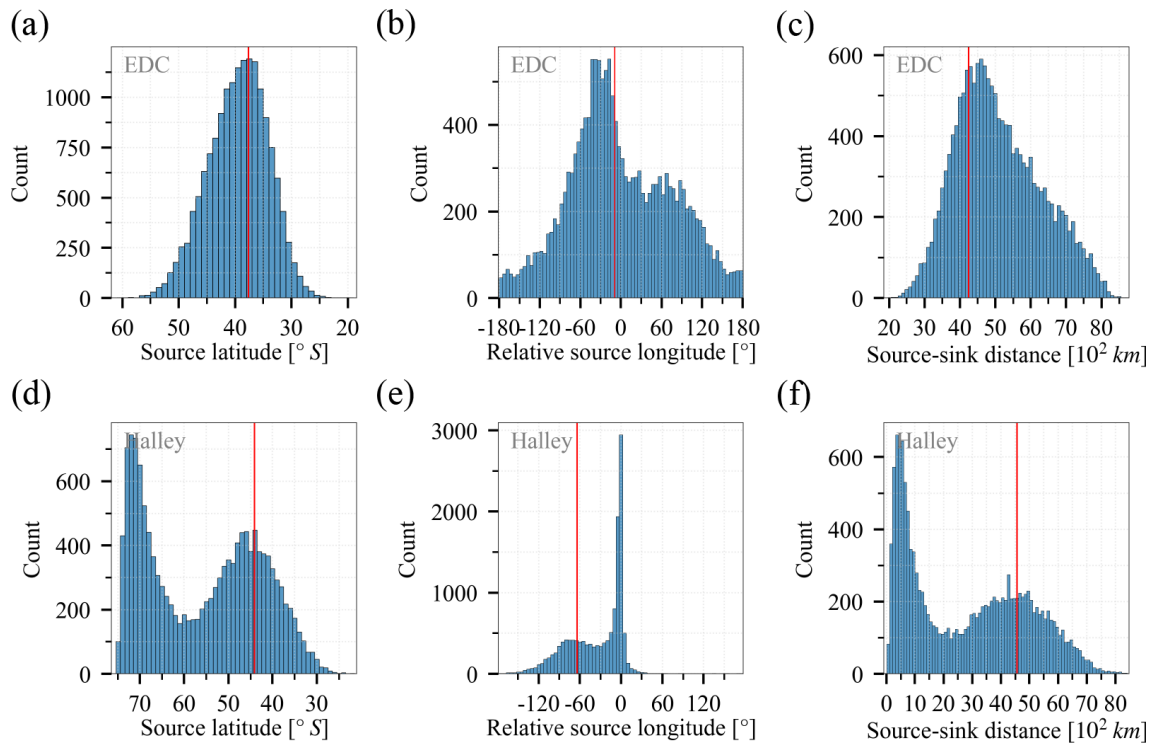 (a)
EDC
Count
1000
750
500
250
0
60 50 40 30 20
Source latitude [° S]
(b)
EDC
Count
400
200
0
-180 -120 -60 0 60 120 180
Relative source longitude [°]
(c)
EDC
Count
600
400
200
0
20 30 40 50 60 70 80
Source-sink distance [10² km]
(d)
Halley
Count
600
400
200
0
70 60 50 40 30
Source latitude [° S]
(e)
Halley
Count
3000
2000
1000
0
-120 -60 0 60 120
Relative source longitude [°]
(f)
Halley
Count
600
400
200
0
0 10 20 30 40 50 60 70 80
Source-sink distance [10² km]